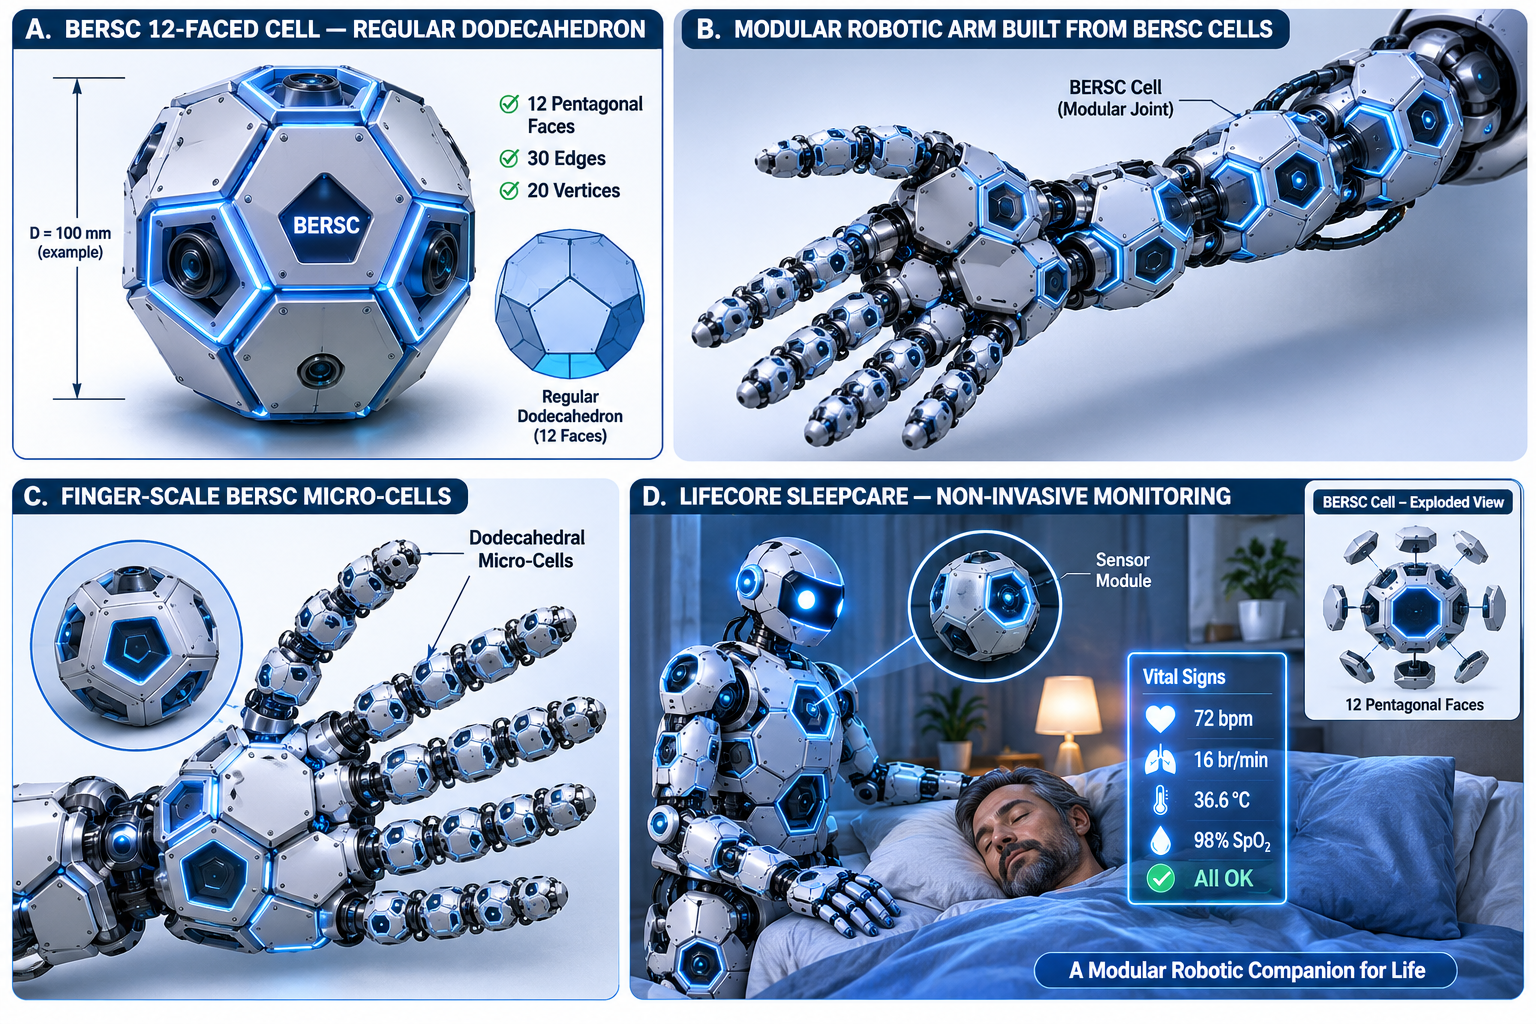 A. BERSC 12-FACED CELL — REGULAR DODECAHEDRON
D = 100 mm
(example)
BERSC
12 Pentagonal
Faces
30 Edges
20 Vertices
Regular
Dodecahedron
(12 Faces)
B. MODULAR ROBOTIC ARM BUILT FROM BERSC CELLS
BERSC Cell
(Modular Joint)
C. FINGER-SCALE BERSC MICRO-CELLS
Dodecahedral
Micro-Cells
D. LIFECORE SLEEPCARE — NON-INVASIVE MONITORING
Sensor
Module
BERSC Cell – Exploded View
12 Pentagonal Faces
Vital Signs
72 bpm
16 br/min
36.6 °C
98% SpO₂
All OK
A Modular Robotic Companion for Life